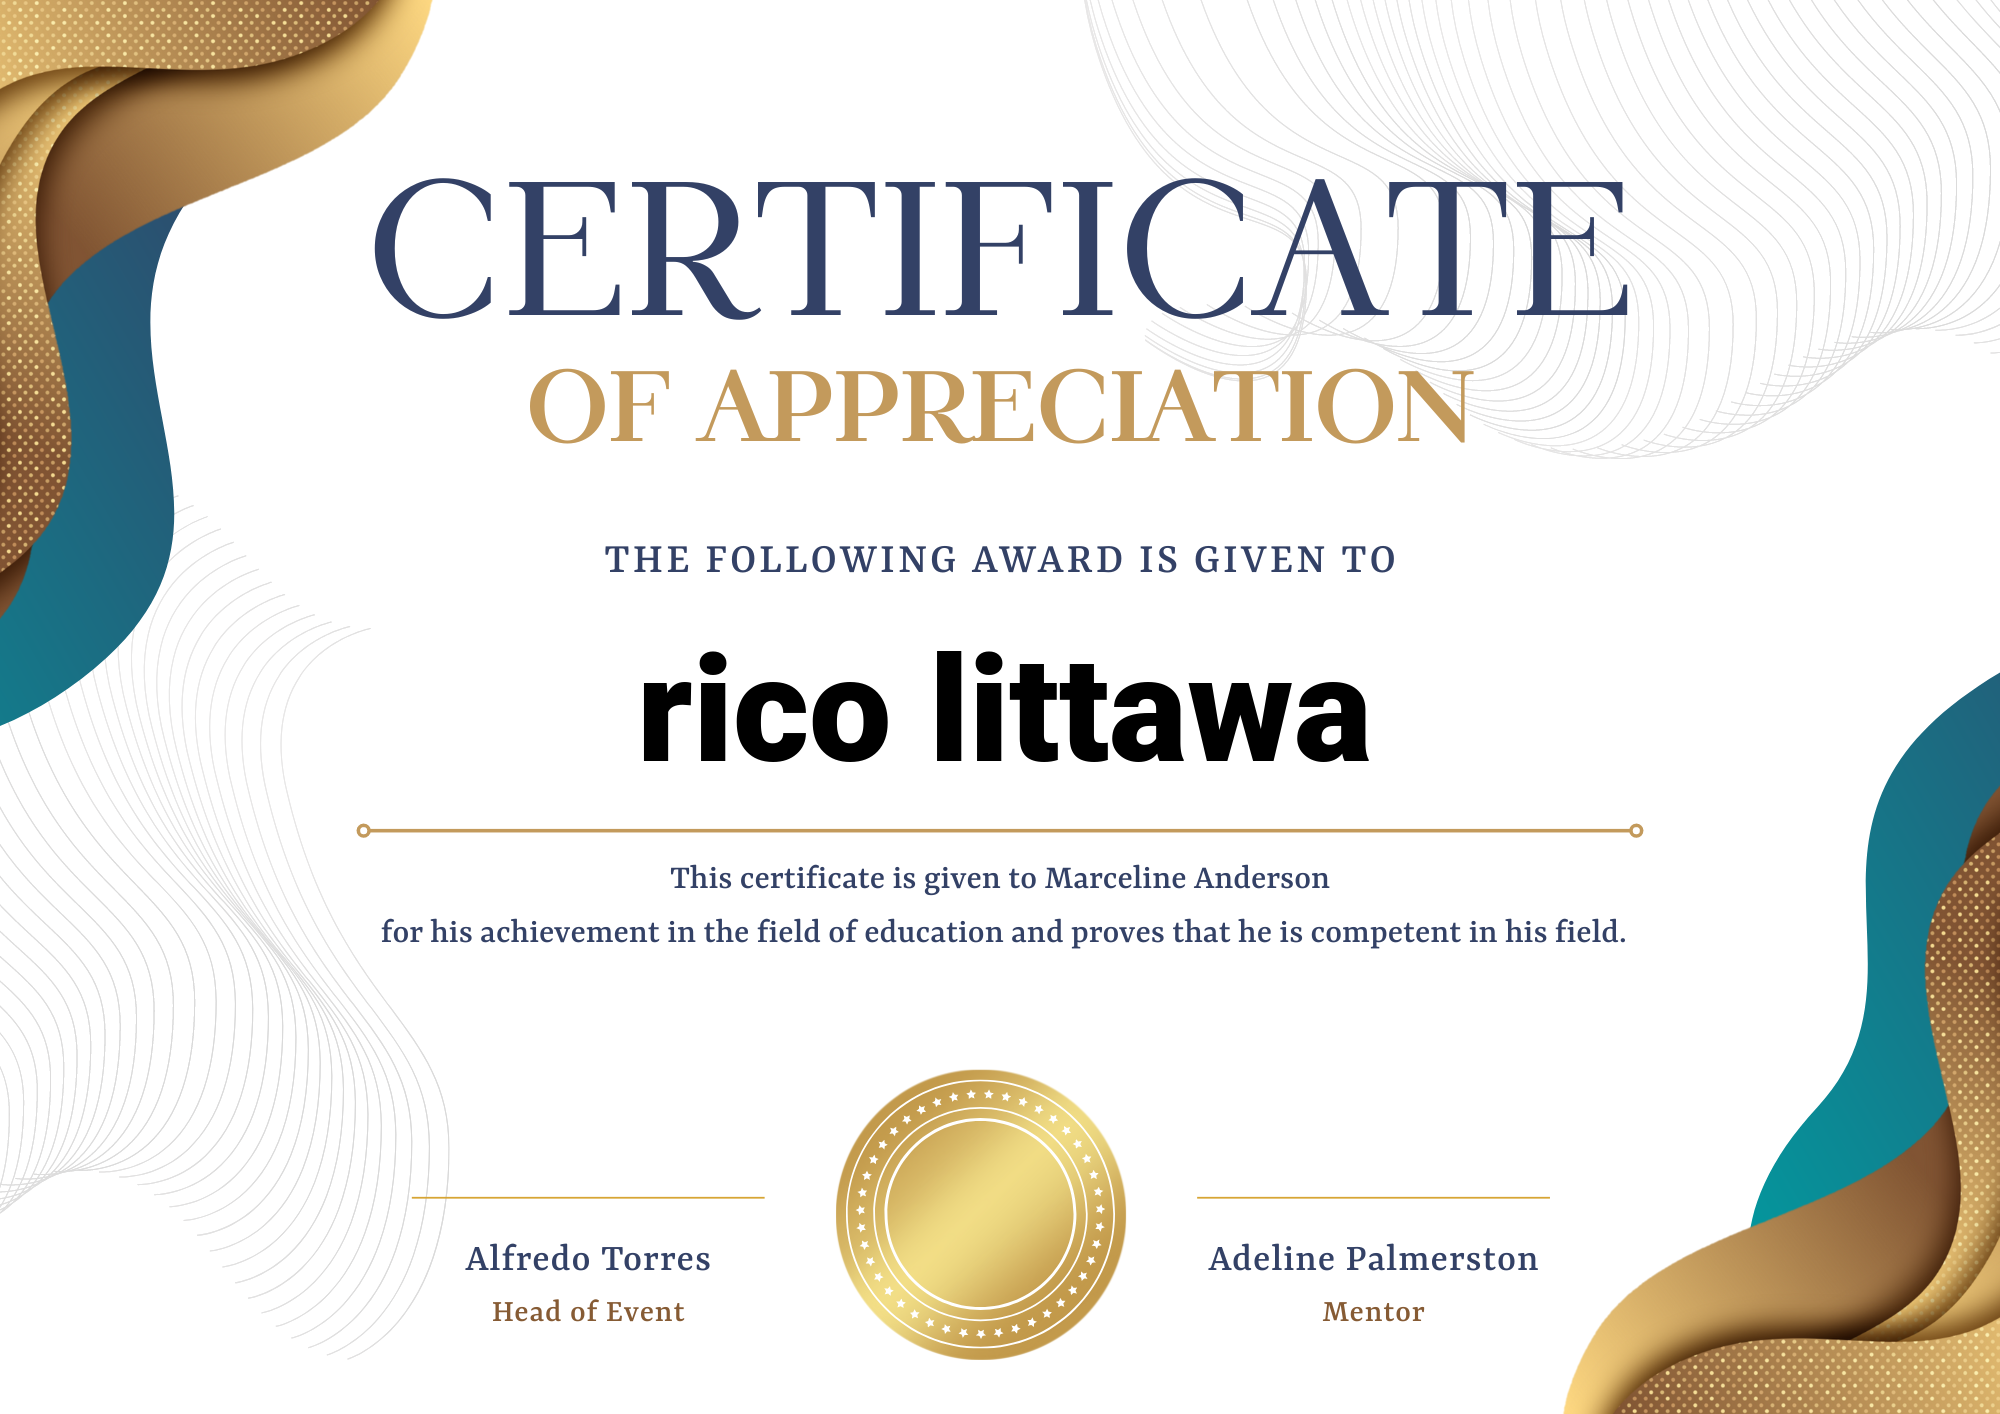 CERTIFICATE
OF APPRECIATION
THE FOLLOWING AWARD IS GIVEN TO
rico littawa
This certificate is given to Marceline Anderson
for his achievement in the field of education and proves that he is competent in his field.
Alfredo Torres
Head of Event
Adeline Palmerston
Mentor